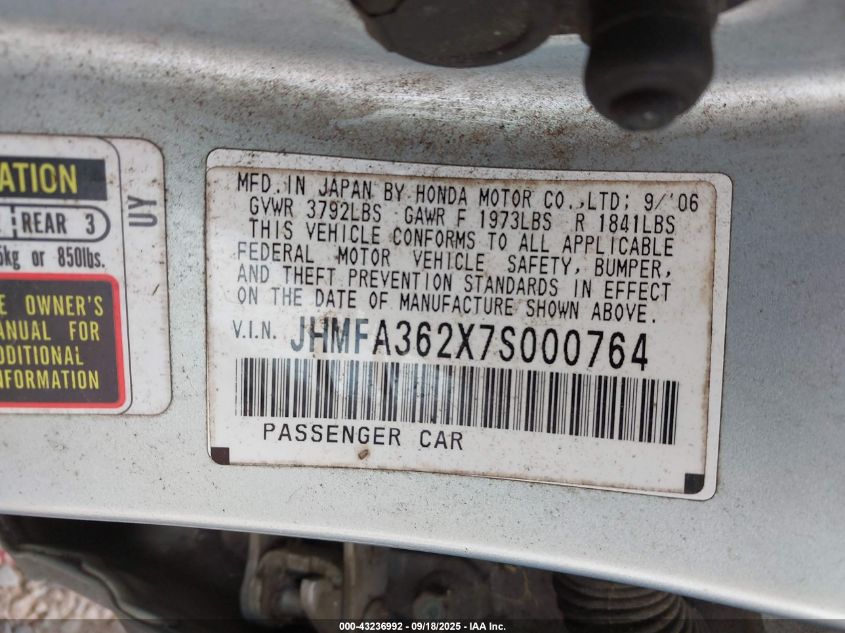 ATION
REAR 3
kg or 850lbs.
OWNER'S
ANUAL FOR
DDITIONAL
NFORMATION
UY
MFD. IN JAPAN BY HONDA MOTOR CO.,LTD; 9/'06
GVWR 3792LBS GAWR F 1973LBS R 1841LBS
THIS VEHICLE CONFORMS TO ALL APPLICABLE
FEDERAL MOTOR VEHICLE SAFETY, BUMPER,
AND THEFT PREVENTION STANDARDS IN EFFECT
ON THE DATE OF MANUFACTURE SHOWN ABOVE.
V.I.N. JHMFA362X7S000764
PASSENGER CAR
000-43236992 - 09/18/2025 - IAA Inc.